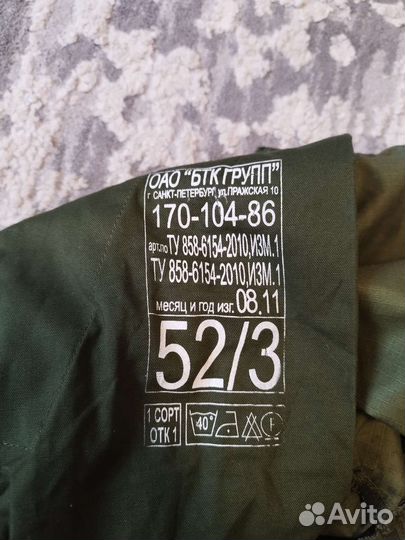 ОАО "БТК ГРУПП"
г САНКТ-ПЕТЕРБУРГ ул.ПРАЖСКАЯ 10
170-104-86
арт.по ТУ 858-6154-2010,ИЗМ.1
ТУ 858-6154-2010,ИЗМ.1
месяц и год изг. 08.11
52/3
1 СОРТ
ОТК 1
40°
F
Avito